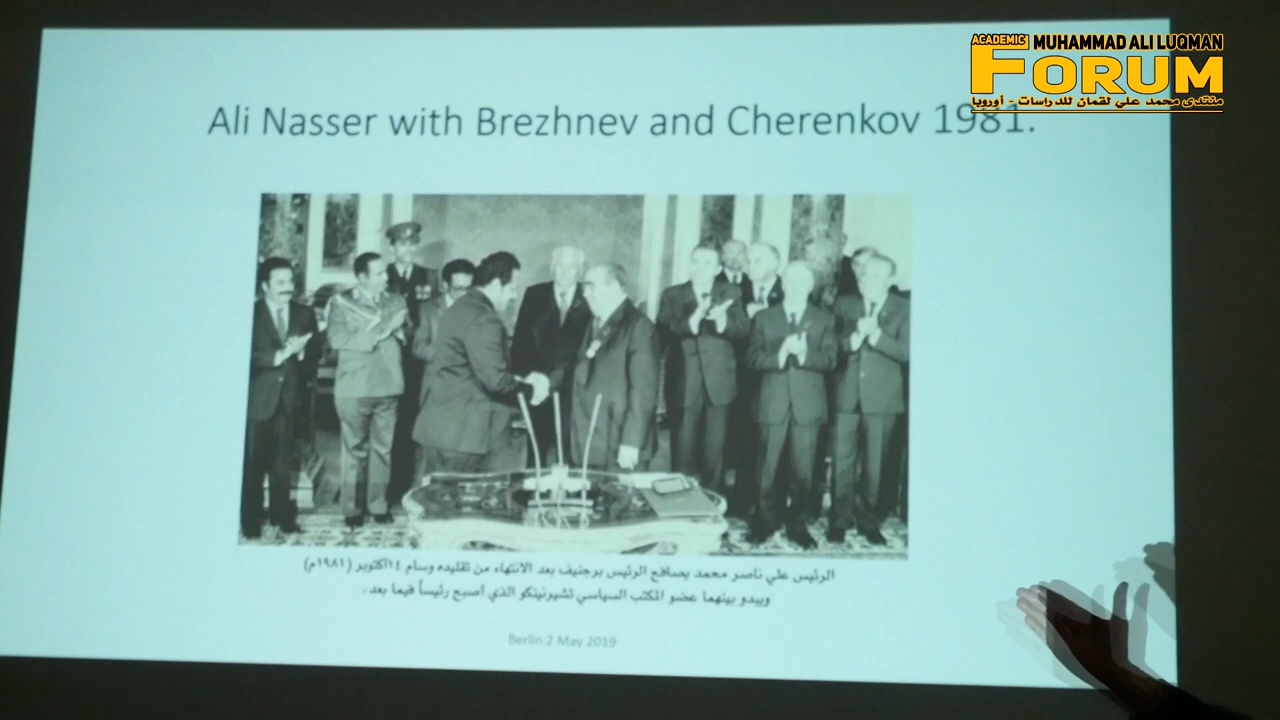 ACADEMIC MUHAMMAD ALI LUQMAN
FORUM
منتدى محمد علي لقمان للدراسات - أوروبا
Ali Nasser with Brezhnev and Cherenkov 1981.
الرئيس علي ناصر محمد يصافح الرئيس برجنيف بعد الانتهاء من تقليده وسام ١٤أكتوبر (١٩٨١م)
ويبدو بينهما عضو المكتب السياسي تشيرنينكو الذي أصبح رئيساً فيما بعد .
Berlin 2 May 2019